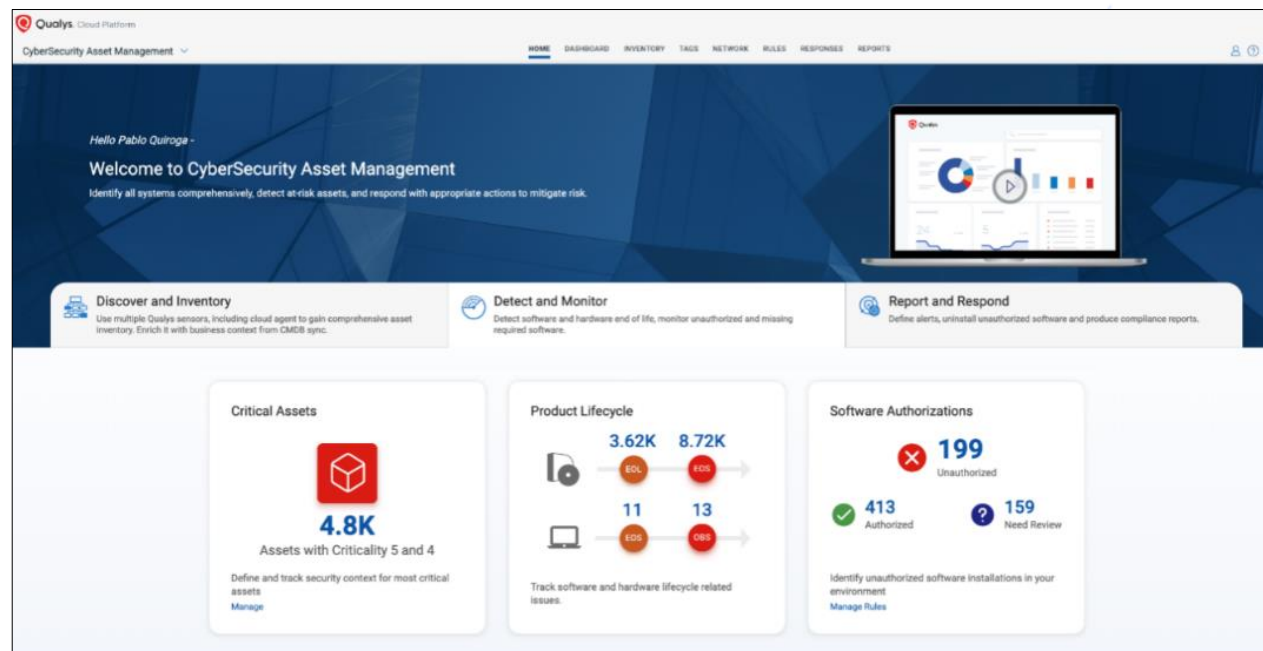 Qualys. Cloud Platform
CyberSecurity Asset Management
HOME DASHBOARD INVENTORY TAGS NETWORK RULES RESPONSES REPORTS
Hello Pablo Quiroga -
Welcome to CyberSecurity Asset Management
Identify all systems comprehensively, detect at-risk assets, and respond with appropriate actions to mitigate risk.
Qualys
24
5
Discover and Inventory
Use multiple Qualys sensors, including cloud agent to gain comprehensive asset
inventory. Enrich it with business context from CMDB sync.
Detect and Monitor
Detect software and hardware end of life, monitor unauthorized and missing
required software.
Report and Respond
Define alerts, uninstall unauthorized software and produce compliance reports.
Critical Assets
4.8K
Assets with Criticality 5 and 4
Define and track security context for most critical
assets
Manage
Product Lifecycle
3.62K 8.72K
EOL EOS
11 13
EOS OBS
Track software and hardware lifecycle related
issues.
Software Authorizations
199
Unauthorized
413 159
Authorized Need Review
Identify unauthorized software installations in your
environment
Manage Rules